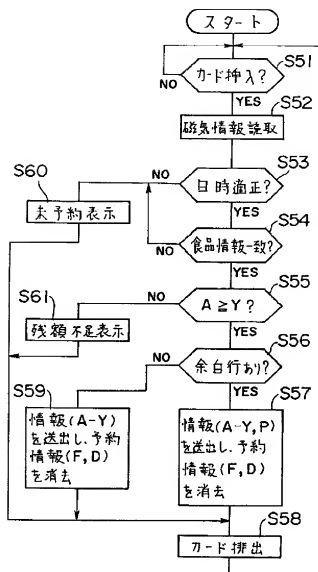 スタート
S51
カード挿入?
NO
YES
S52
磁気情報読取
S53
日時適正?
NO
YES
S60
未予約表示
S54
食品情報一致?
NO
YES
S55
A≧Y?
NO
YES
S61
残額不足表示
S56
余白行あり?
NO
YES
S59
情報(A-Y)
を送出し、予約
情報(F,D)
を消去
S57
情報(A-Y,P)
を送出し、予約
情報(F,D)
を消去
S58
カード排出